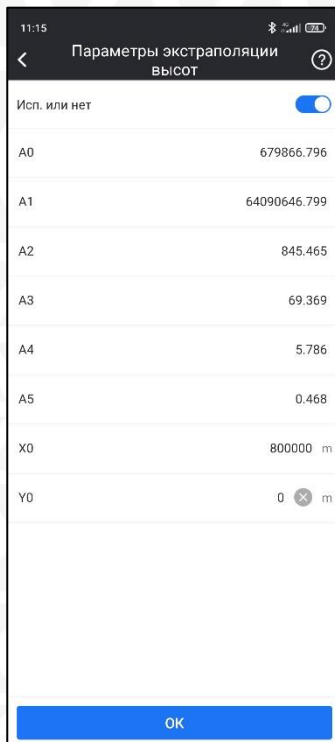 11:15
74
Параметры экстраполяции
высот
Исп. или нет
A0 679866.796
A1 64090646.799
A2 845.465
A3 69.369
A4 5.786
A5 0.468
X0 800000 m
Y0 0 m
ОК